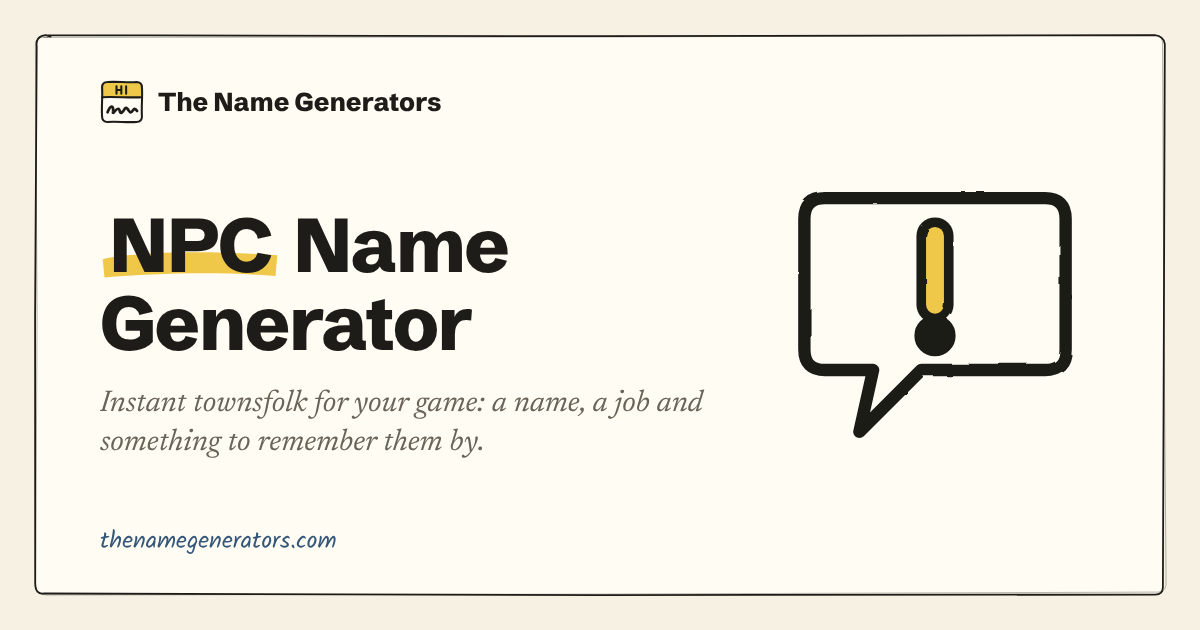 HI
The Name Generators
NPC Name
Generator
Instant townsfolk for your game: a name, a job and
something to remember them by.
thenamegenerators.com